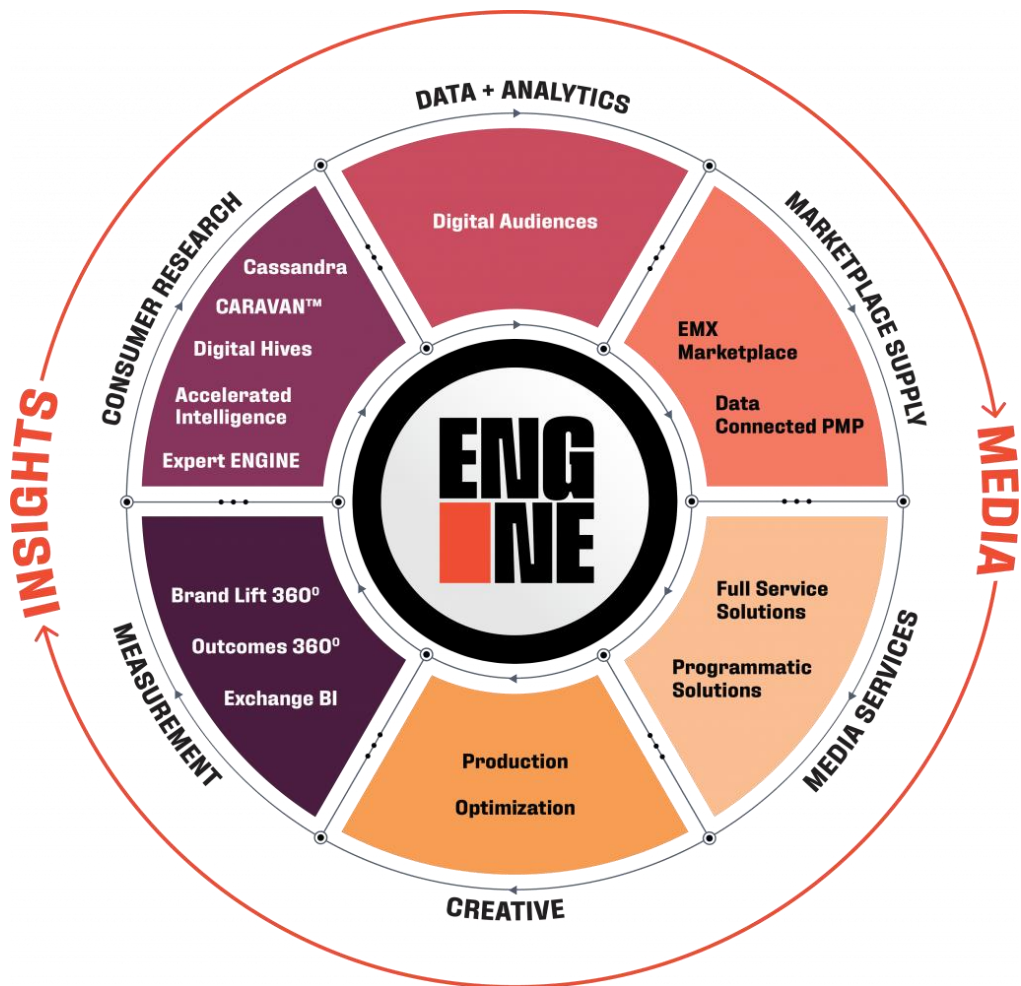 DATA + ANALYTICS
Digital Audiences
MARKETPLACE SUPPLY
EMX
Marketplace
Data
Connected PMP
MEDIA
MEDIA SERVICES
Full Service
Solutions
Programmatic
Solutions
CREATIVE
Production
Optimization
MEASUREMENT
Brand Lift 360⁰
Outcomes 360⁰
Exchange BI
INSIGHTS
CONSUMER RESEARCH
Cassandra
CARAVAN™
Digital Hives
Accelerated
Intelligence
Expert ENGINE
ENG
INE